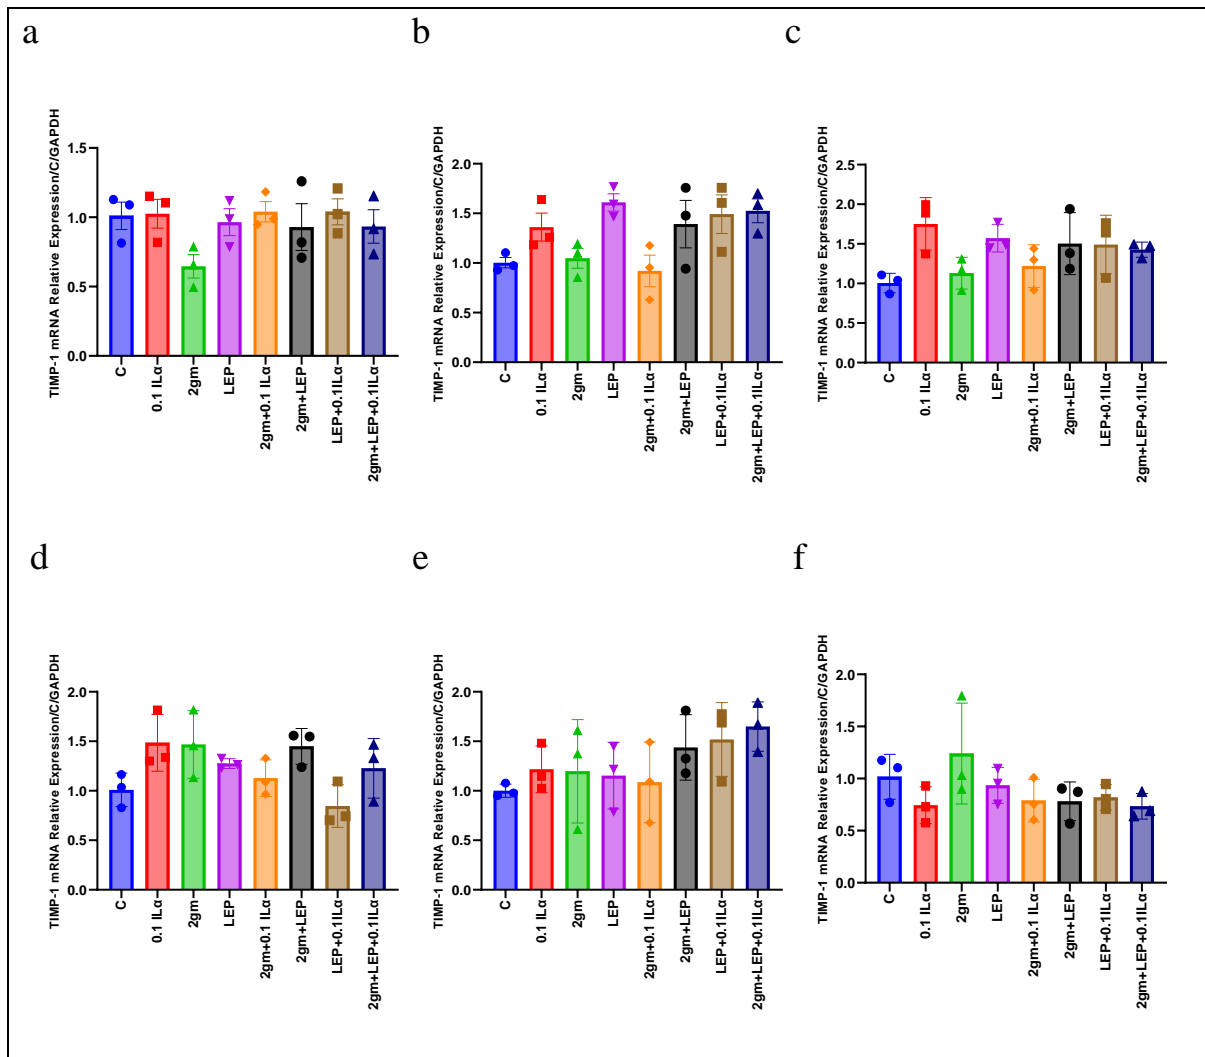 a
b
c
TIMP-1 mRNA Relative Expression/C/GAPDH
1.5
1.0
0.5
0.0
C
0.1 ILα
2gm
LEP
2gm+0.1 ILα
2gm+LEP
LEP+0.1ILα
2gm+LEP+0.1ILα
TIMP-1 mRNA Relative Expression/C/GAPDH
2.0
1.5
1.0
0.5
0.0
C
0.1 ILα
2gm
LEP
2gm+0.1 ILα
2gm+LEP
LEP+0.1ILα
2gm+LEP+0.1ILα
TIMP-1 mRNA Relative Expression/C/GAPDH
2.5
2.0
1.5
1.0
0.5
0.0
C
0.1 ILα
2gm
LEP
2gm+0.1 ILα
2gm+LEP
LEP+0.1ILα
2gm+LEP+0.1ILα
d
e
f
TIMP-1 mRNA Relative Expression/C/GAPDH
2.0
1.5
1.0
0.5
0.0
C
0.1 ILα
2gm
LEP
2gm+0.1 ILα
2gm+LEP
LEP+0.1ILα
2gm+LEP+0.1ILα
TIMP-1 mRNA Relative Expression/C/GAPDH
2.0
1.5
1.0
0.5
0.0
C
0.1 ILα
2gm
LEP
2gm+0.1 ILα
2gm+LEP
LEP+0.1ILα
2gm+LEP+0.1ILα
TIMP-1 mRNA Relative Expression/C/GAPDH
2.0
1.5
1.0
0.5
0.0
C
0.1 ILα
2gm
LEP
2gm+0.1 ILα
2gm+LEP
LEP+0.1ILα
2gm+LEP+0.1ILα